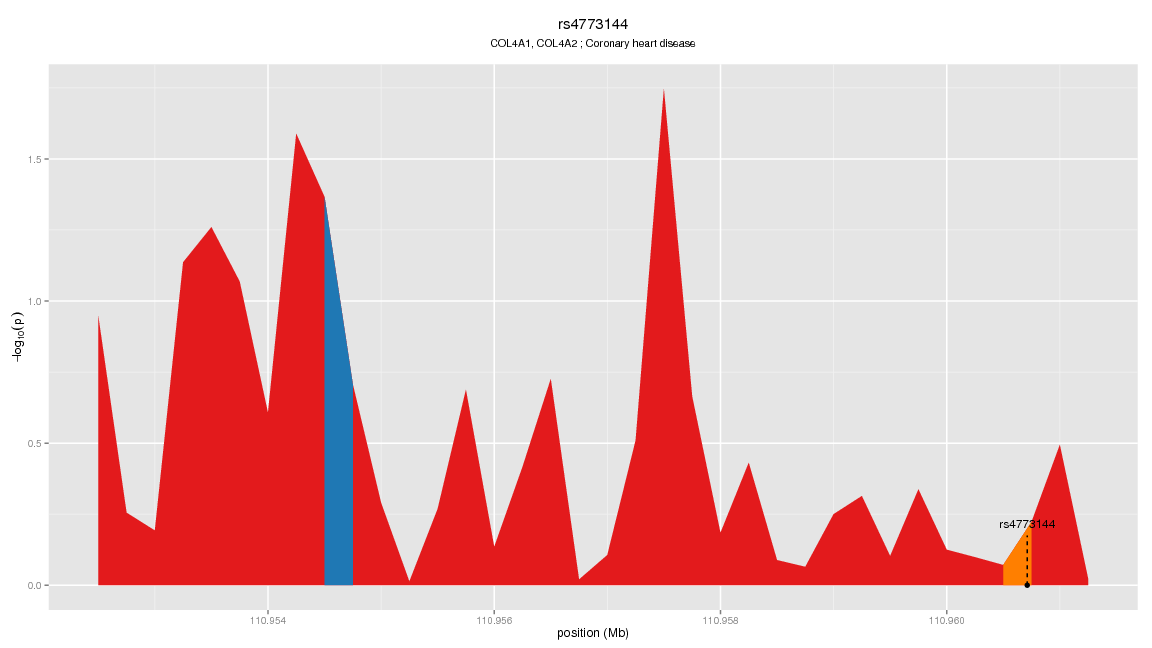 rs4773144
COL4A1, COL4A2 ; Coronary heart disease
1.5
1.0
0.5
0.0
−log10(p)
rs4773144
110.954
110.956
110.958
110.960
position (Mb)